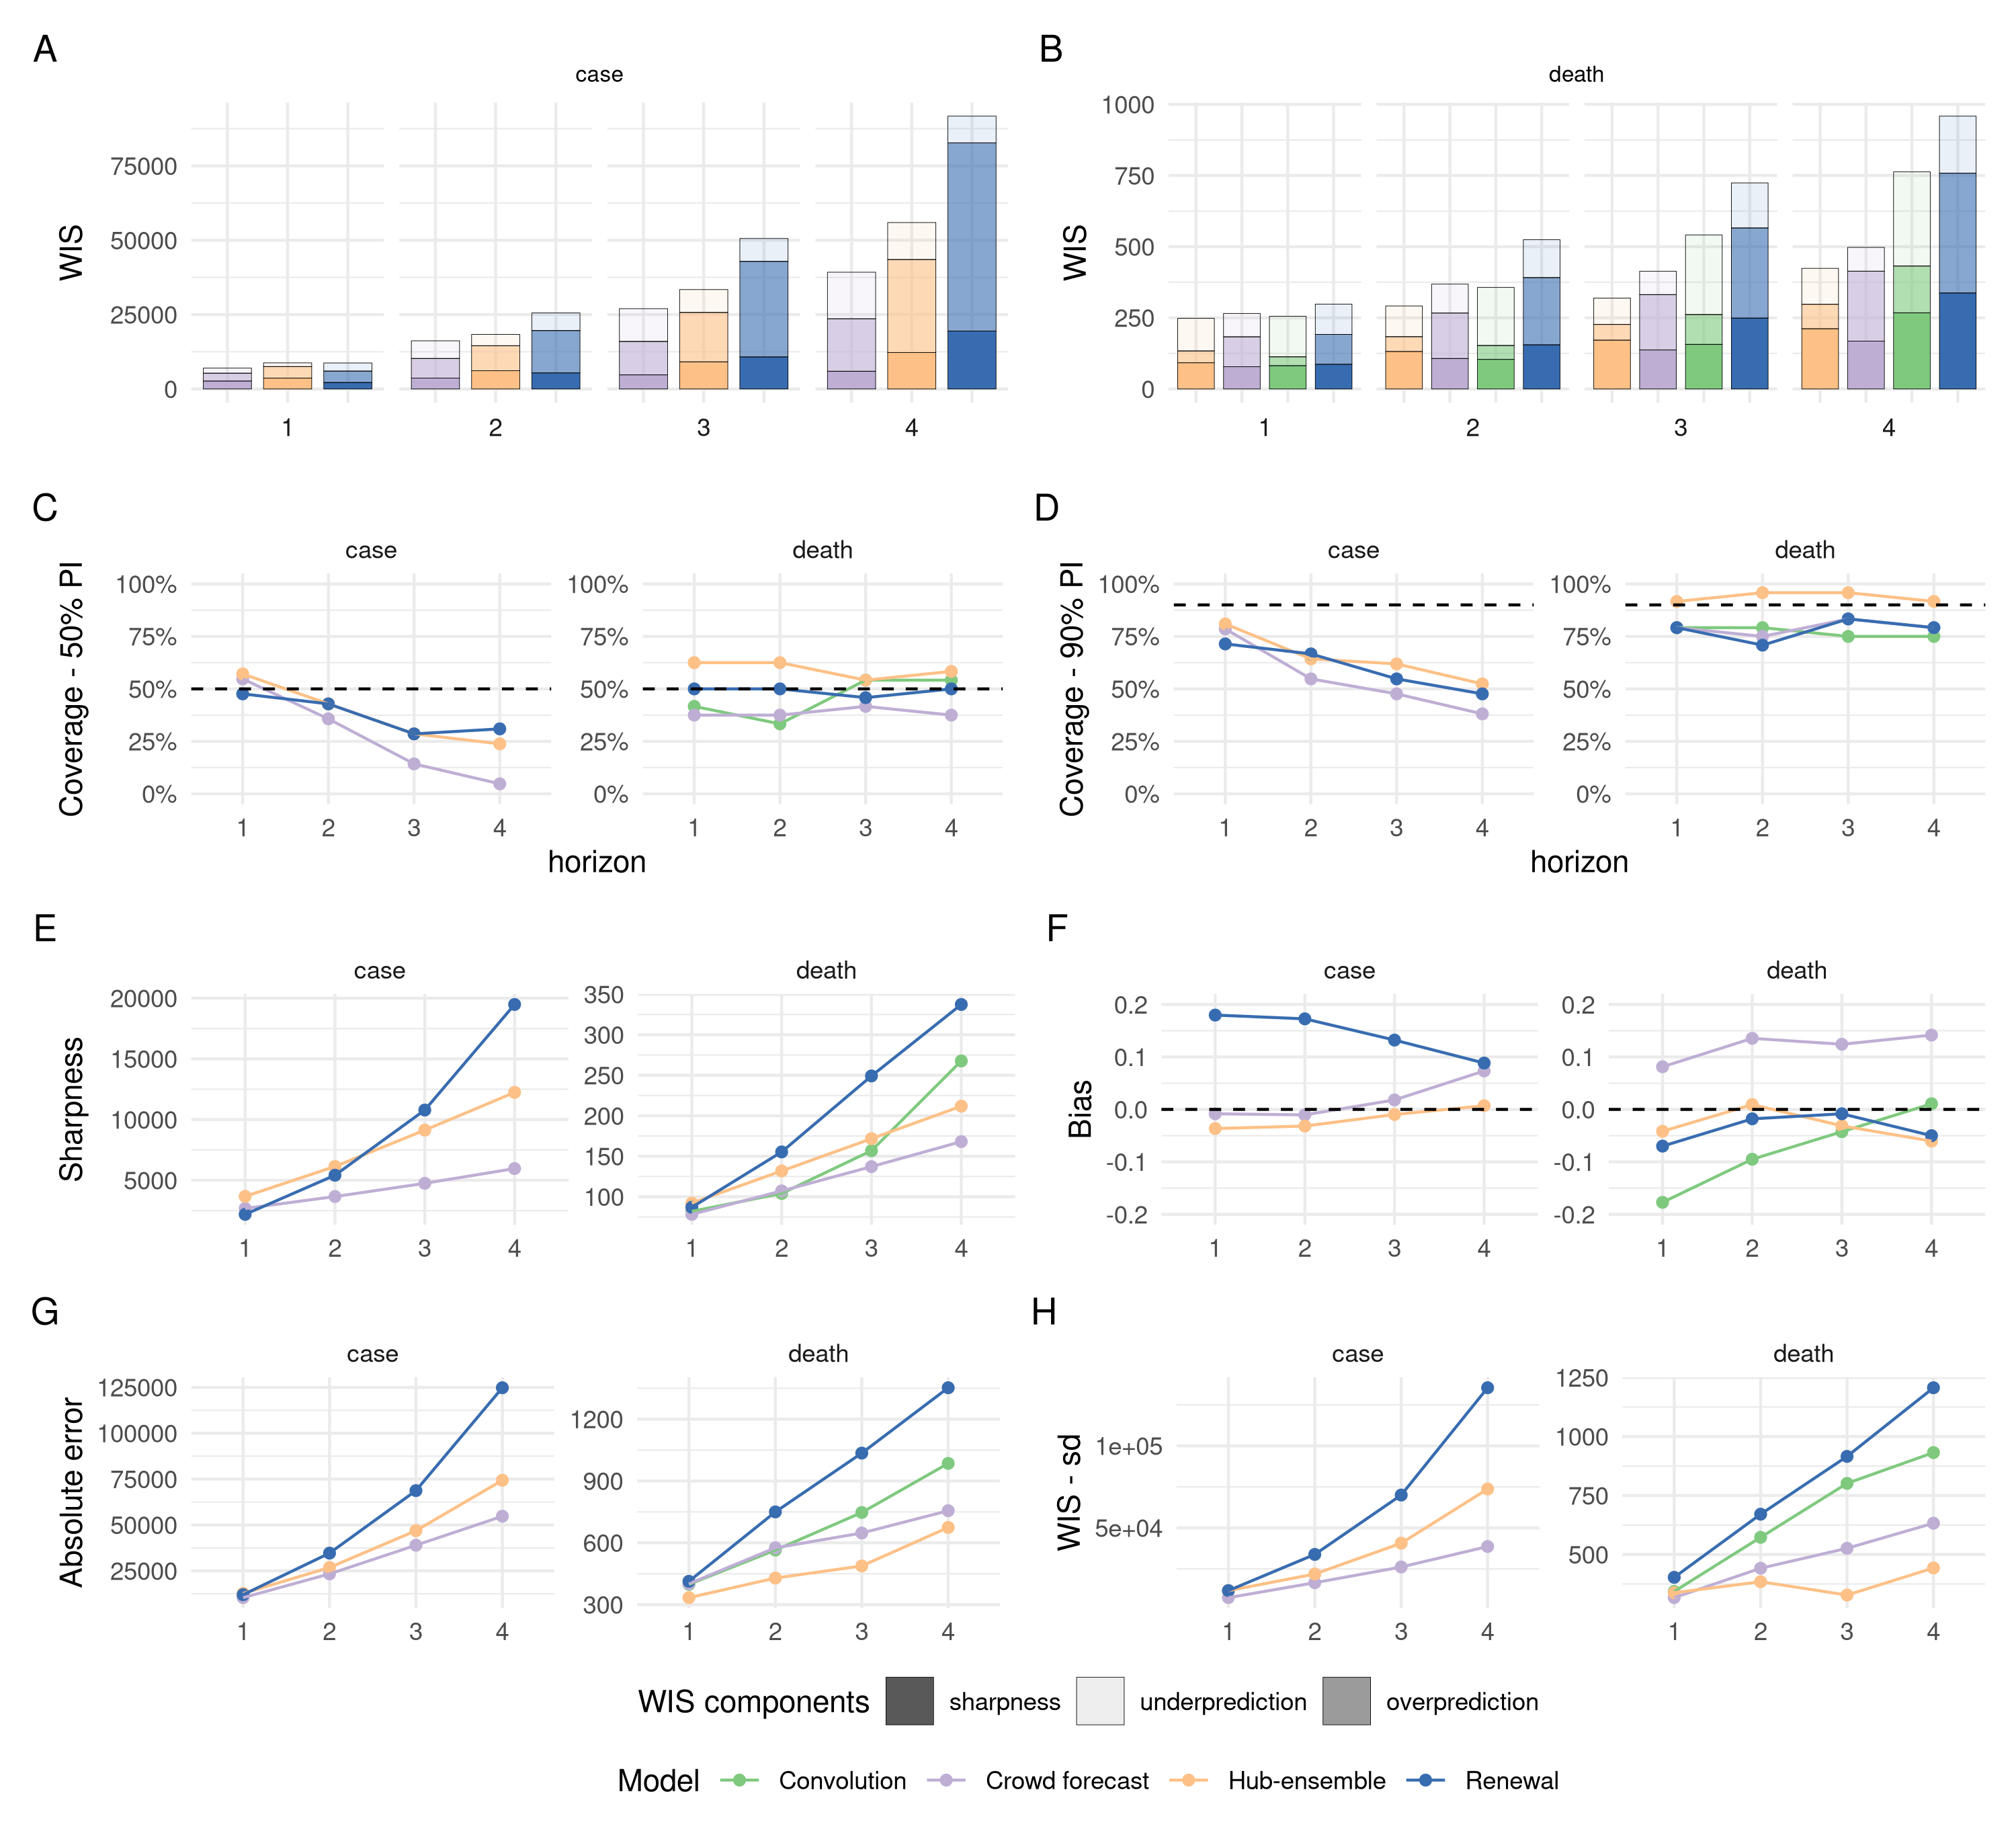 A
case
WIS
75000
50000
25000
0
1 2 3 4
B
death
WIS
1000
750
500
250
0
1 2 3 4
C
case death
Coverage - 50% PI
100% 100%
75% 75%
50% 50%
25% 25%
0% 0%
1 2 3 4 1 2 3 4
horizon
D
case death
Coverage - 90% PI
100% 100%
75% 75%
50% 50%
25% 25%
0% 0%
1 2 3 4 1 2 3 4
horizon
E
case death
Sharpness
20000
15000
10000
5000
350
300
250
200
150
100
1 2 3 4 1 2 3 4
F
case death
Bias
0.2 0.2
0.1 0.1
0.0 0.0
-0.1 -0.1
-0.2 -0.2
1 2 3 4 1 2 3 4
G
case death
Absolute error
125000
100000
75000
50000
25000
1200
900
600
300
1 2 3 4 1 2 3 4
H
case death
WIS - sd
1e+05
5e+04
1250
1000
750
500
1 2 3 4 1 2 3 4
WIS components sharpness underprediction overprediction
Model Convolution Crowd forecast Hub-ensemble Renewal